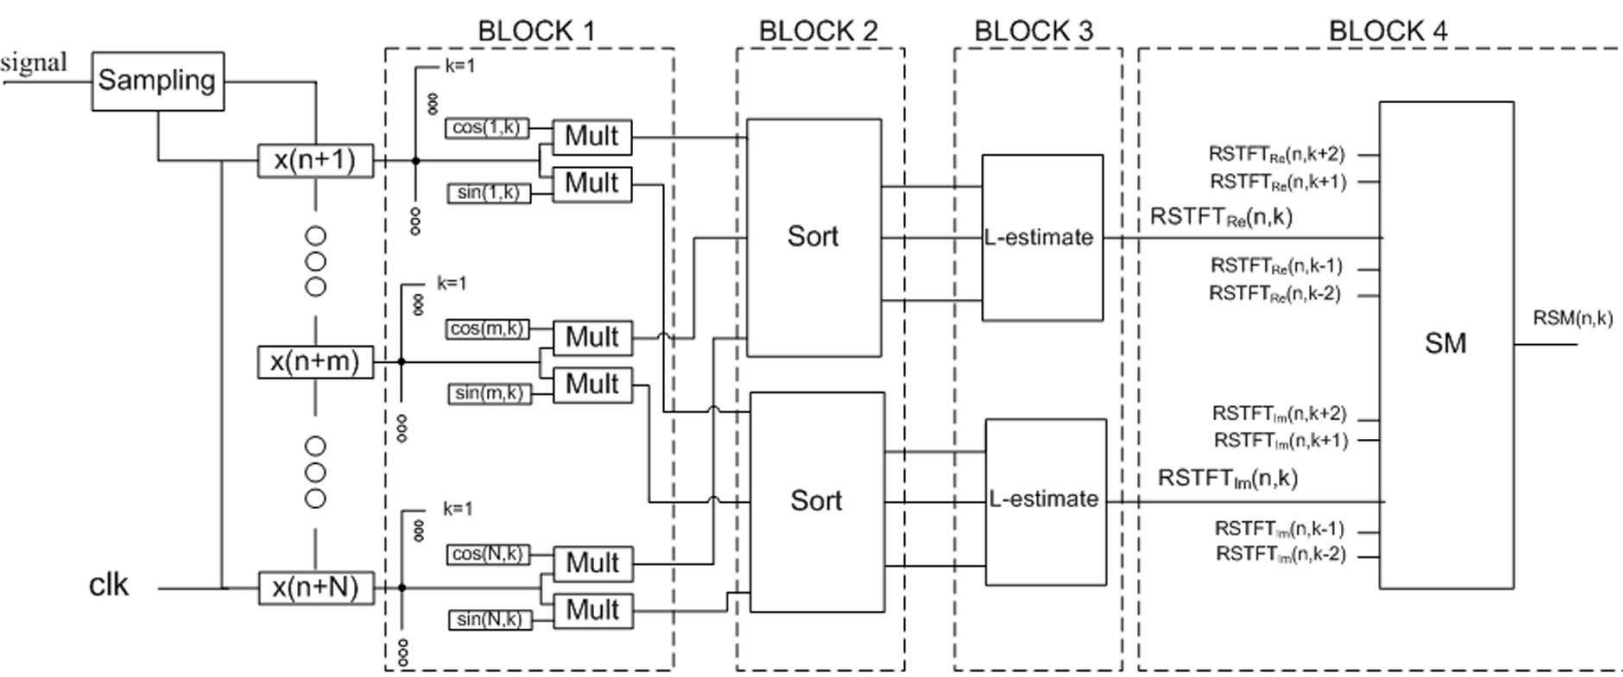 BLOCK 1
BLOCK 2
BLOCK 3
BLOCK 4
signal
Sampling
k=1
cos(1,k)
Mult
x(n+1)
sin(1,k)
Mult
k=1
cos(m,k)
Mult
x(n+m)
sin(m,k)
Mult
k=1
cos(N,k)
Mult
clk
x(n+N)
sin(N,k)
Mult
Sort
Sort
L-estimate
L-estimate
RSTFTRe(n,k+2)
RSTFTRe(n,k+1)
RSTFTRe(n,k)
RSTFTRe(n,k-1)
RSTFTRe(n,k-2)
RSTFTIm(n,k+2)
RSTFTIm(n,k+1)
RSTFTIm(n,k)
RSTFTIm(n,k-1)
RSTFTIm(n,k-2)
SM
RSM(n,k)